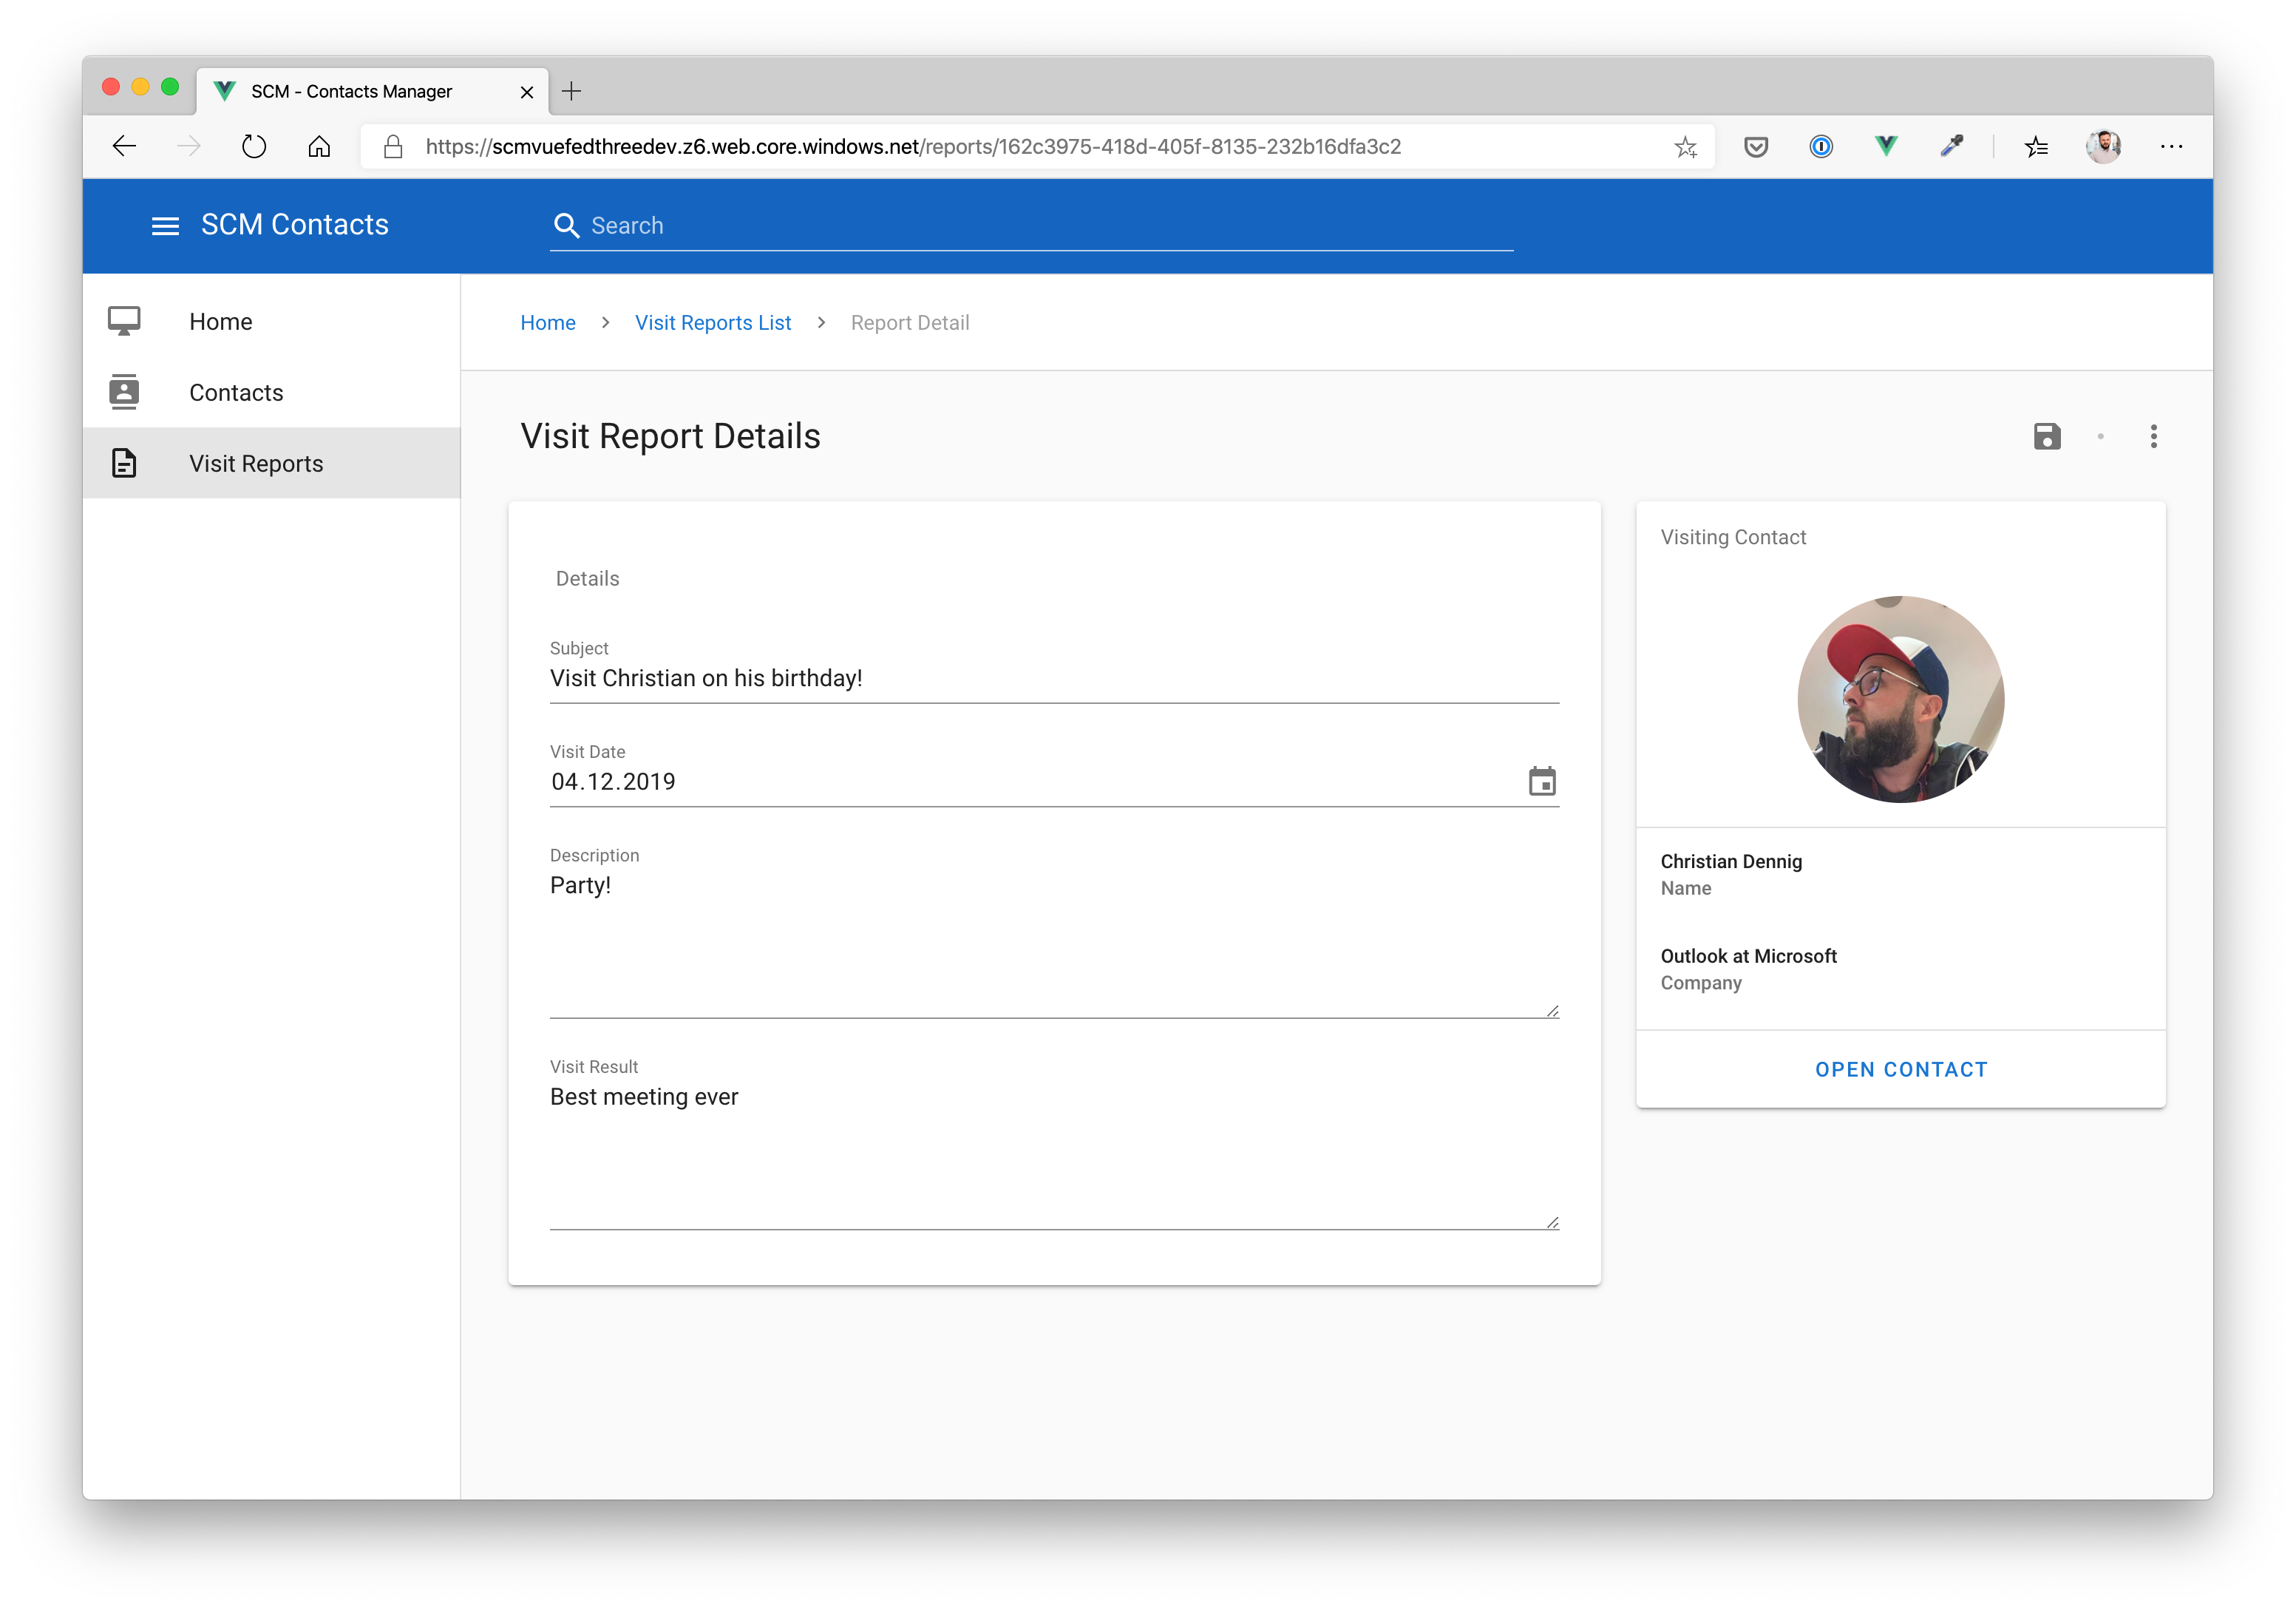 SCM - Contacts Manager
https://scmvuefedthreedev.z6.web.core.windows.net/reports/162c3975-418d-405f-8135-232b16dfa3c2
SCM Contacts
Search
Home
Contacts
Visit Reports
Home > Visit Reports List > Report Detail
Visit Report Details
Details
Subject
Visit Christian on his birthday!
Visit Date
04.12.2019
Description
Party!
Visit Result
Best meeting ever
Visiting Contact
Christian Dennig
Name
Outlook at Microsoft
Company
OPEN CONTACT